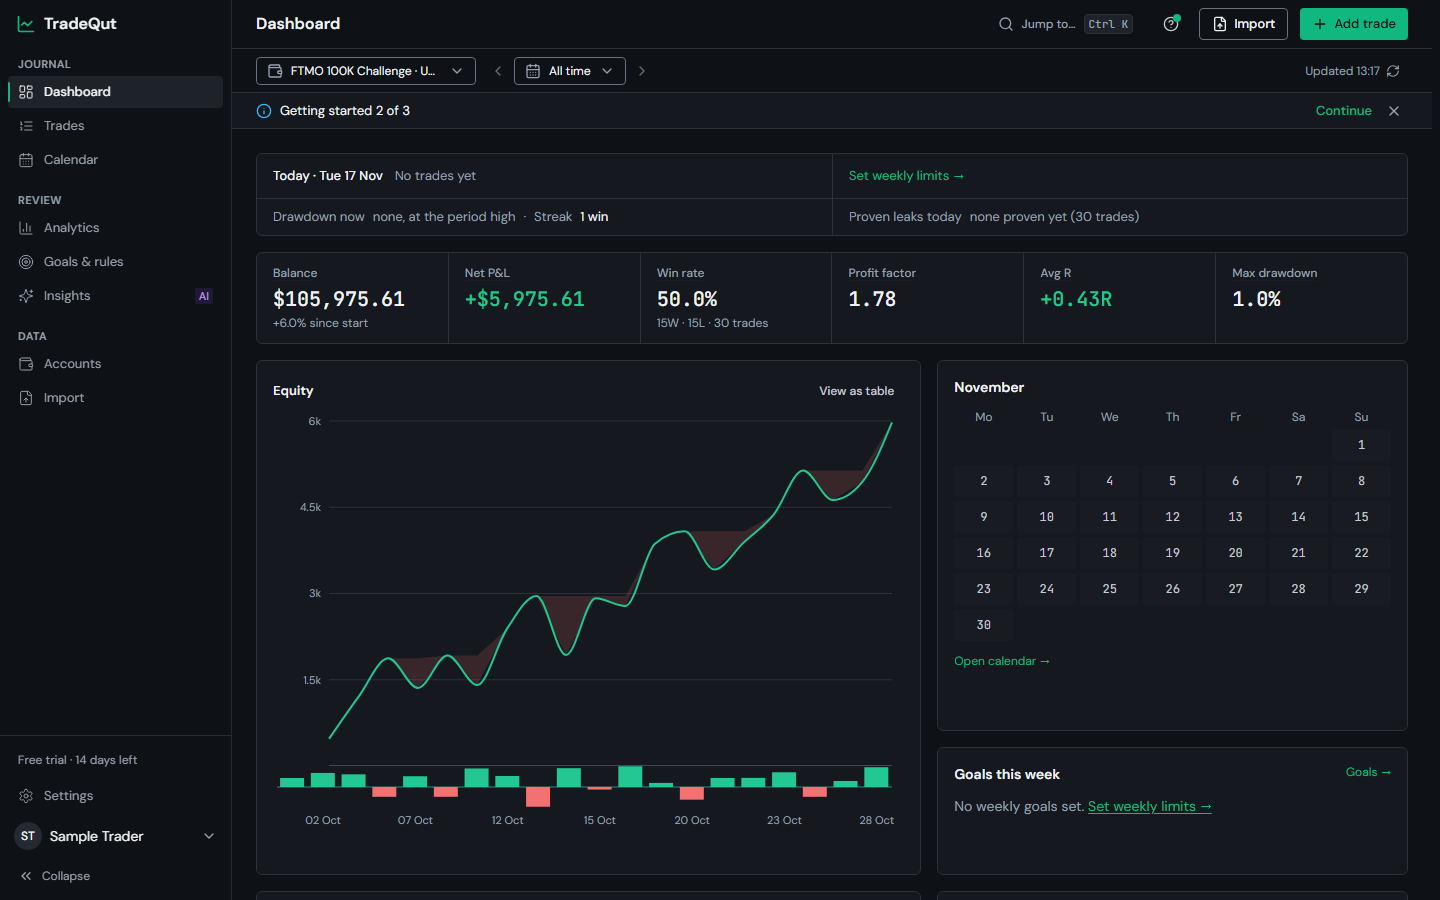 TradeQut
JOURNAL
Dashboard
Trades
Calendar
REVIEW
Analytics
Goals & rules
Insights AI
DATA
Accounts
Import
Free trial · 14 days left
Settings
ST Sample Trader
Collapse
Dashboard
Jump to... Ctrl K
Import
Add trade
FTMO 100K Challenge · U...
All time
Updated 13:17
Getting started 2 of 3
Continue
Today · Tue 17 Nov No trades yet
Set weekly limits →
Drawdown now none, at the period high · Streak 1 win
Proven leaks today none proven yet (30 trades)
Balance
$105,975.61
+6.0% since start
Net P&L
+$5,975.61
Win rate
50.0%
15W · 15L · 30 trades
Profit factor
1.78
Avg R
+0.43R
Max drawdown
1.0%
Equity
View as table
6k
4.5k
3k
1.5k
02 Oct 07 Oct 12 Oct 15 Oct 20 Oct 23 Oct 28 Oct
November
Mo Tu We Th Fr Sa Su
1
2 3 4 5 6 7 8
9 10 11 12 13 14 15
16 17 18 19 20 21 22
23 24 25 26 27 28 29
30
Open calendar →
Goals this week
Goals →
No weekly goals set. Set weekly limits →